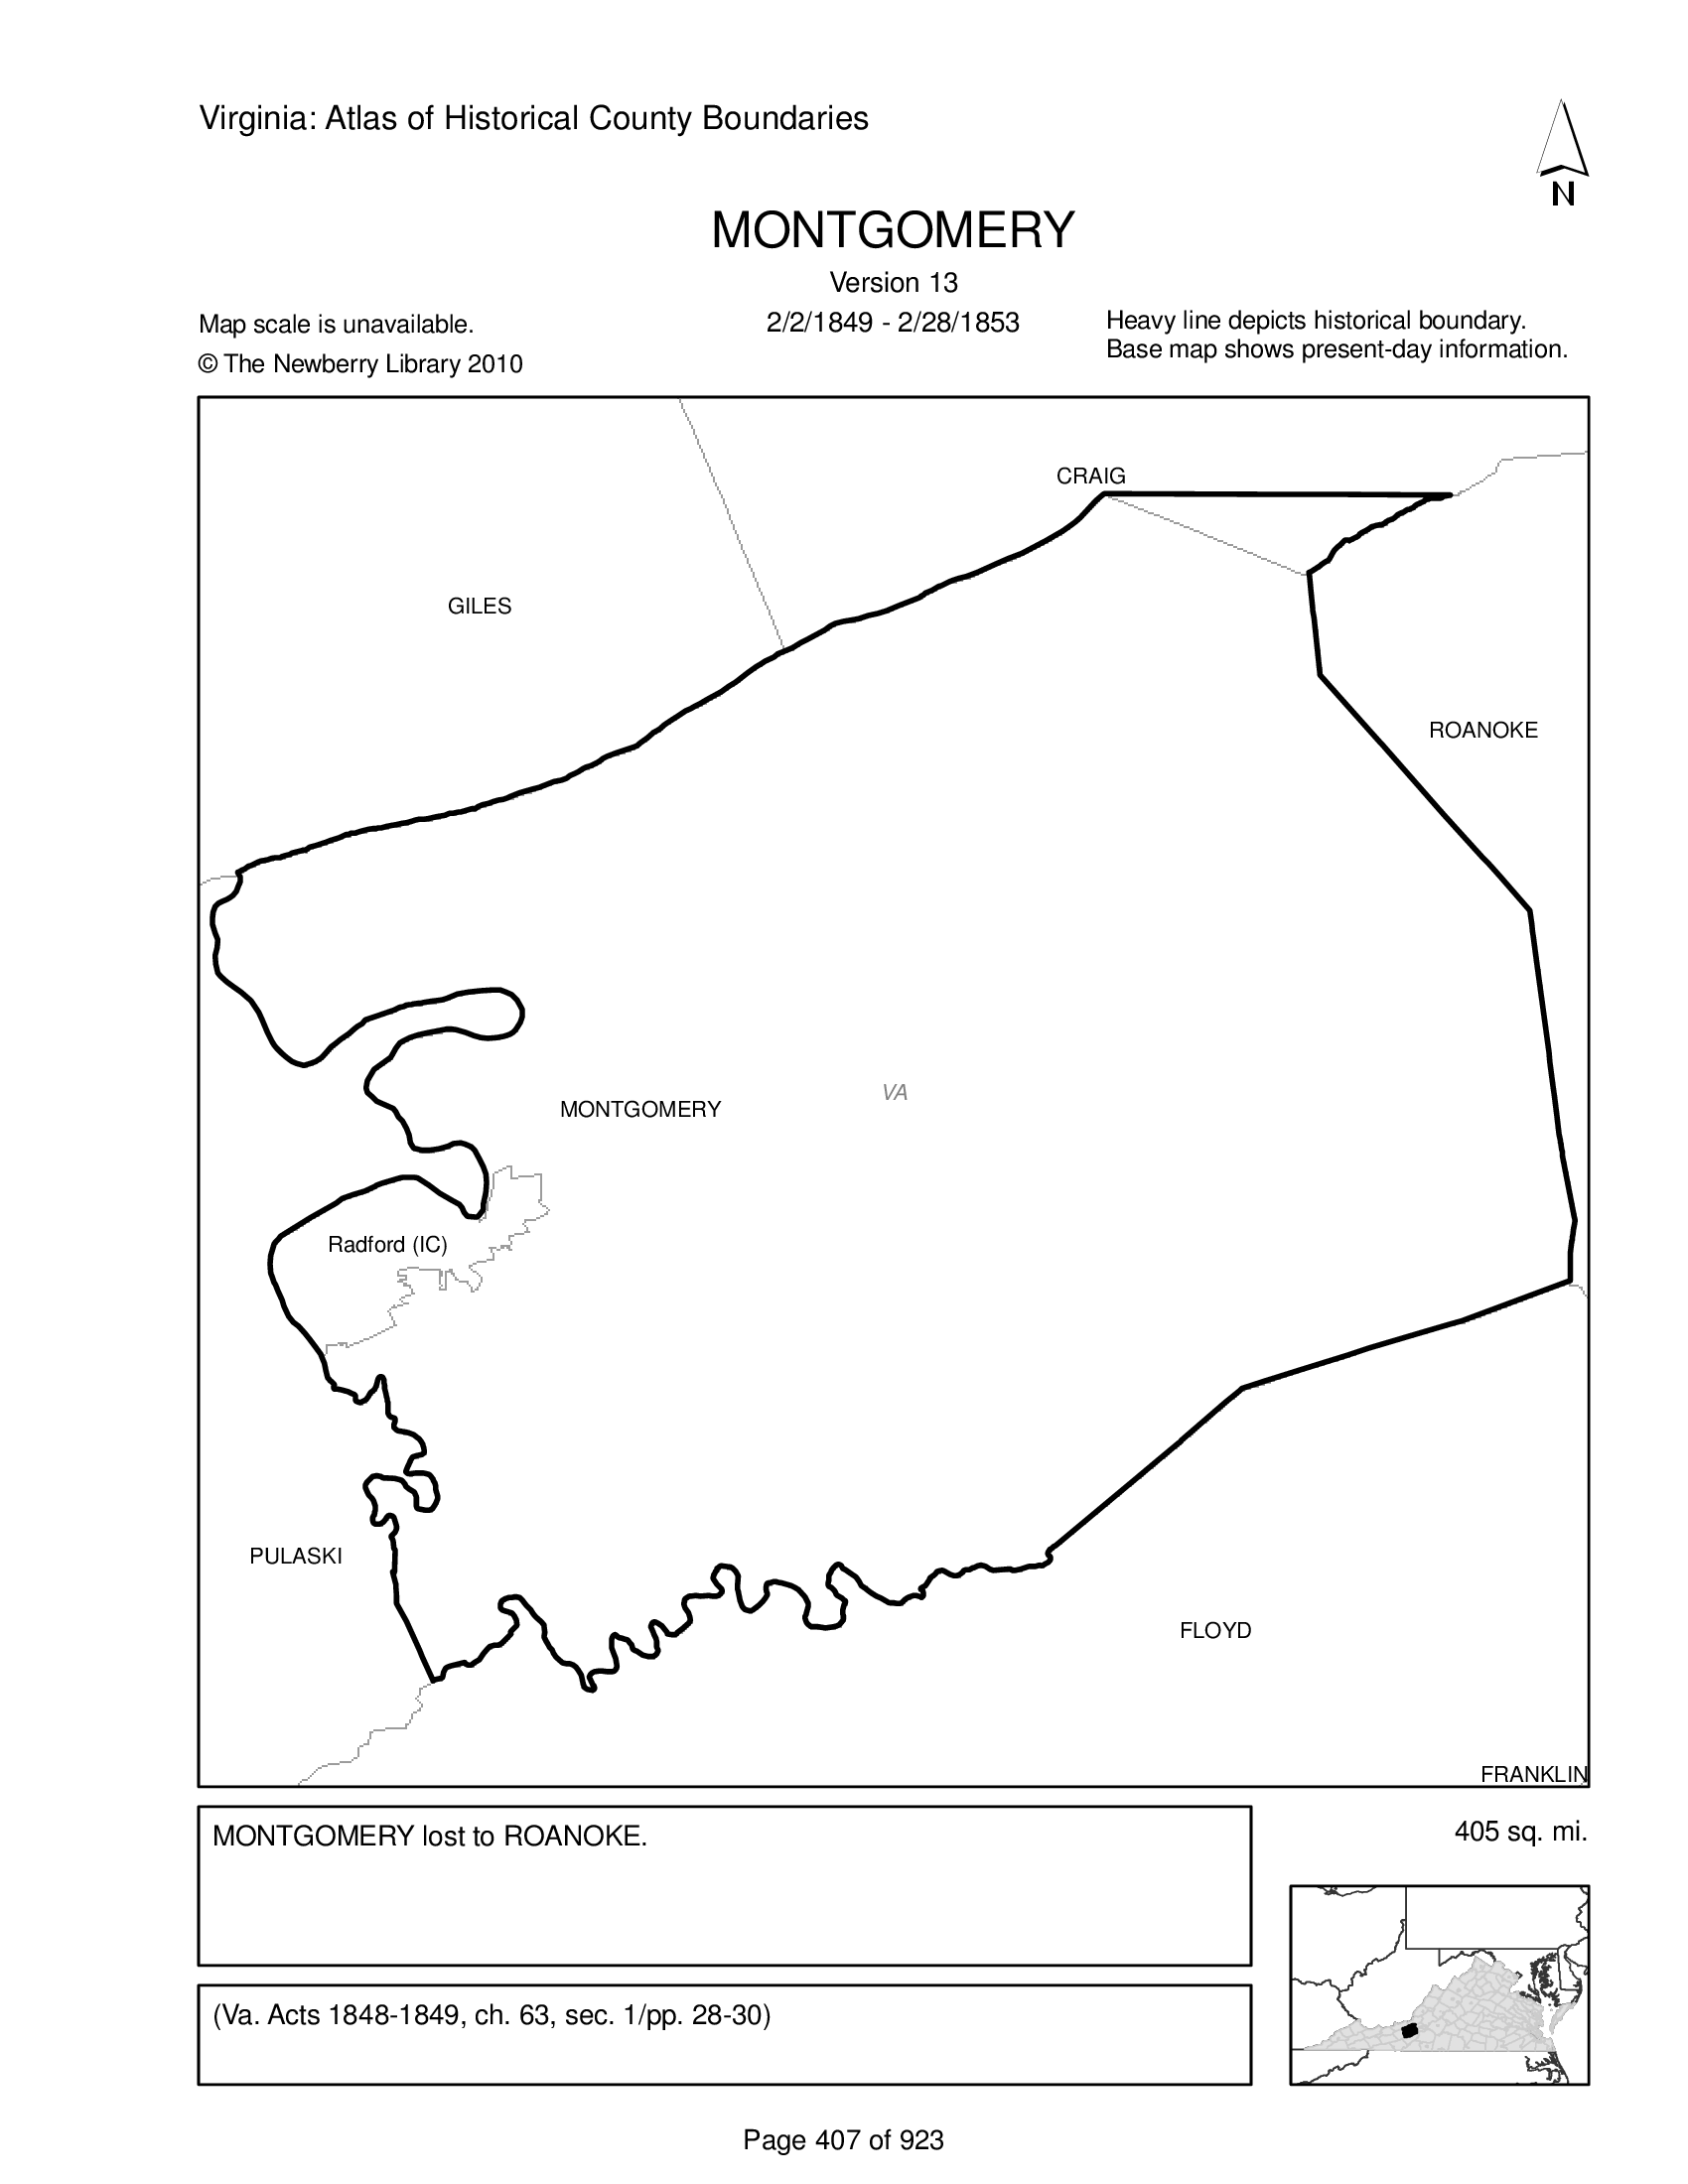 Virginia: Atlas of Historical County Boundaries
N
MONTGOMERY
Version 13
2/2/1849 - 2/28/1853
Map scale is unavailable.
© The Newberry Library 2010
Heavy line depicts historical boundary.
Base map shows present-day information.
CRAIG
GILES
ROANOKE
VA
MONTGOMERY
Radford (IC)
PULASKI
FLOYD
FRANKLIN
MONTGOMERY lost to ROANOKE.
405 sq. mi.
(Va. Acts 1848-1849, ch. 63, sec. 1/pp. 28-30)
Page 407 of 923